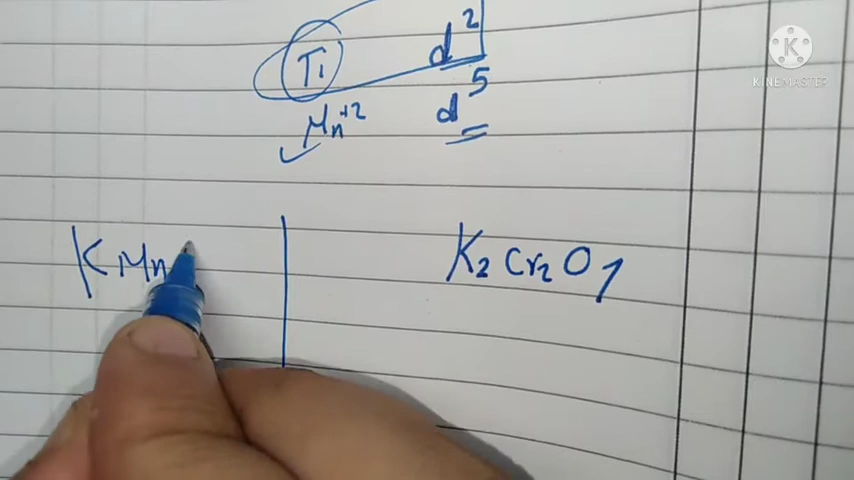 Ti d²
Mn⁺² d⁵
KMn K₂Cr₂O₇
K
KINEMASTER